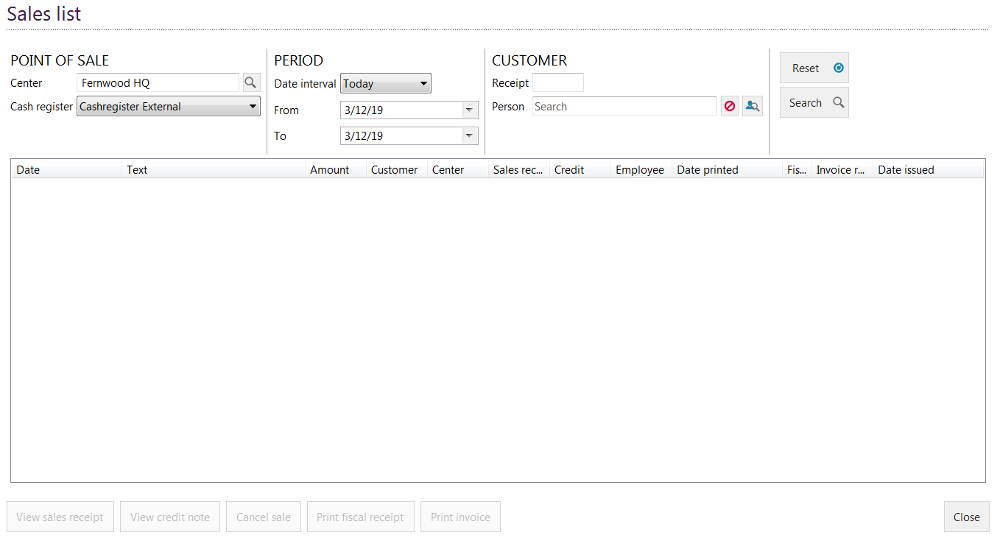 Sales list
POINT OF SALE
Center Fernwood HQ
Cash register Cashregister External
PERIOD
Date interval Today
From 3/12/19
To 3/12/19
CUSTOMER
Receipt
Person Search
Reset
Search
Date Text Amount Customer Center Sales rec... Credit Employee Date printed Fis... Invoice r... Date issued
View sales receipt View credit note Cancel sale Print fiscal receipt Print invoice Close